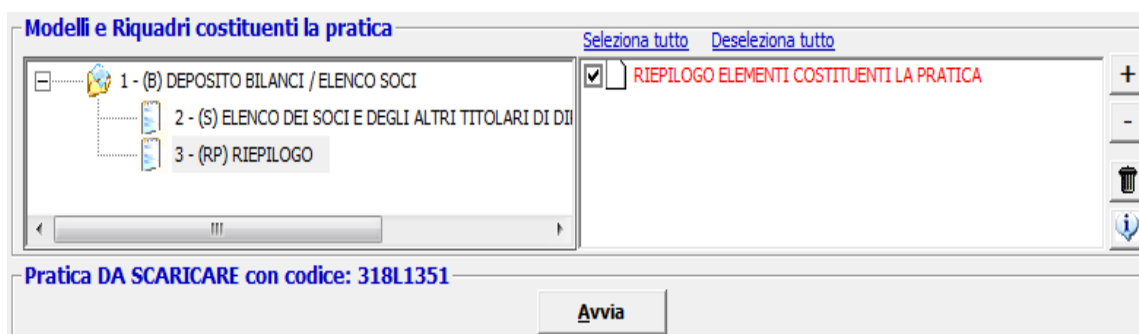 Modelli e Riquadri costituenti la pratica
Seleziona tutto Deseleziona tutto
1 - (B) DEPOSITO BILANCI / ELENCO SOCI
2 - (S) ELENCO DEI SOCI E DEGLI ALTRI TITOLARI DI
3 - (RP) RIEPILOGO
RIEPILOGO ELEMENTI COSTITUENTI LA PRATICA
+
-
Pratica DA SCARICARE con codice: 318L1351
Avvia